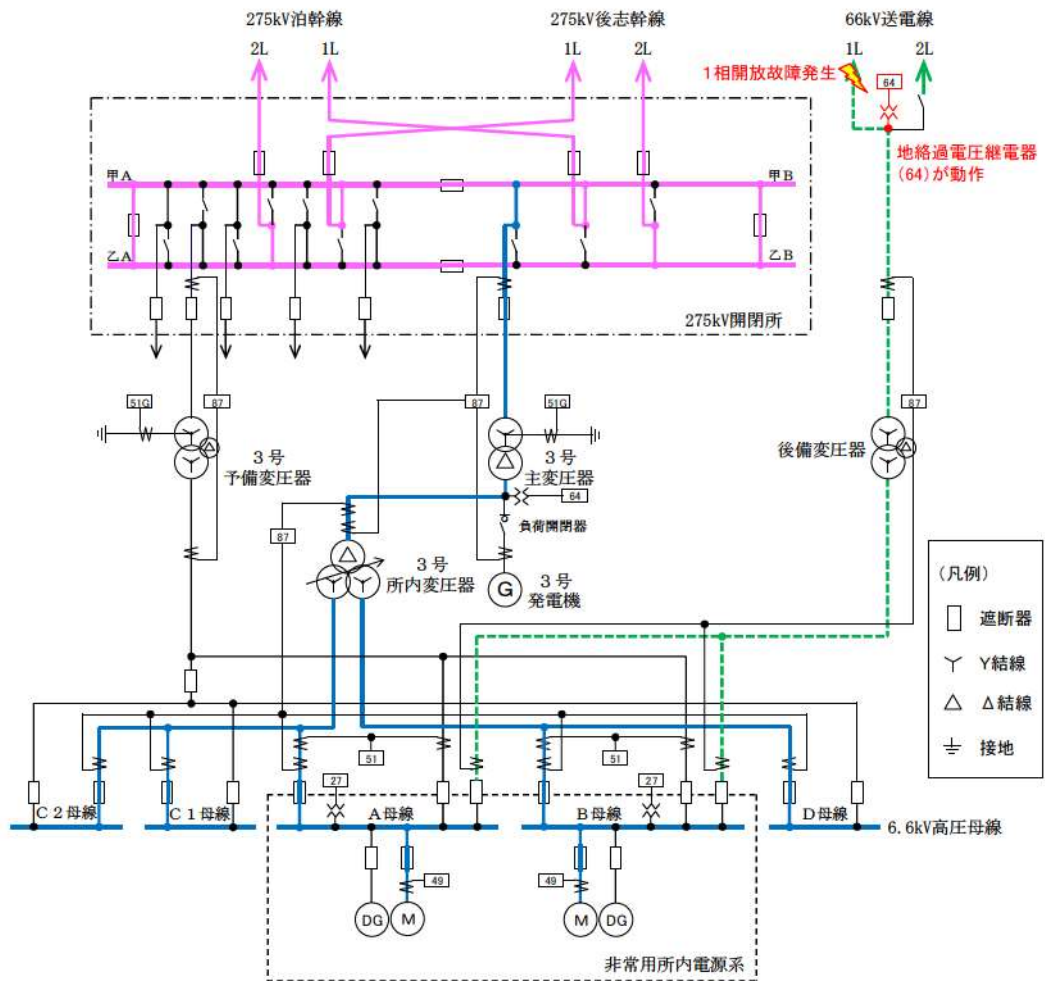 275kV泊幹線
275kV後志幹線
66kV送電線
2L
1L
1L
2L
1L
2L
1相開放故障発生
64
地絡過電圧継電器
(64)が動作
甲A
甲B
乙A
乙B
275kV開閉所
51G
87
87
51G
87
3号
予備変圧器
3号
主変圧器
後備変圧器
64
87
負荷開閉器
3号
所内変圧器
G
3号
発電機
(凡例)
遮断器
Y結線
Δ結線
接地
51
51
27
27
C2母線
C1母線
A母線
B母線
D母線
6.6kV高圧母線
49
49
DG
M
M
DG
非常用所内電源系